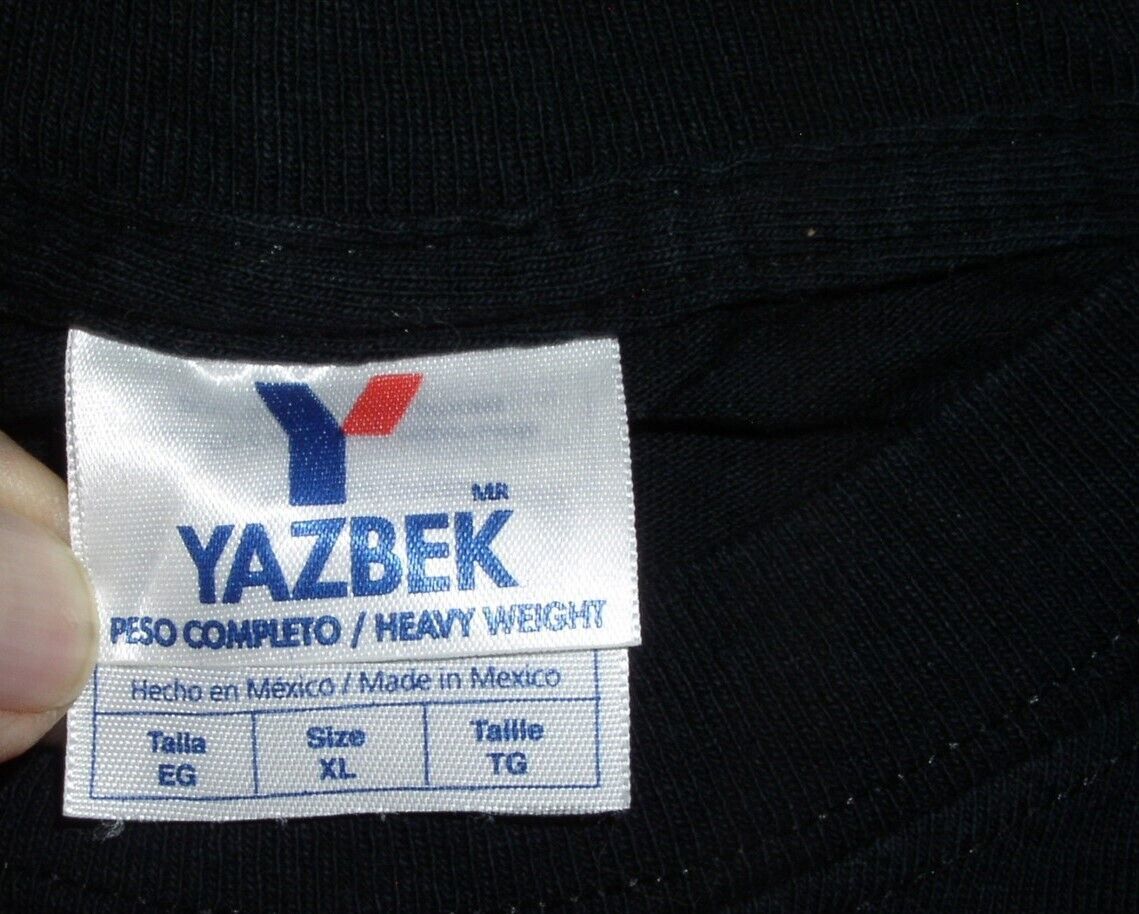 MR
YAZBEK
PESO COMPLETO / HEAVY WEIGHT
Hecho en México / Made in Mexico
Talla Size Taille
EG XL TG